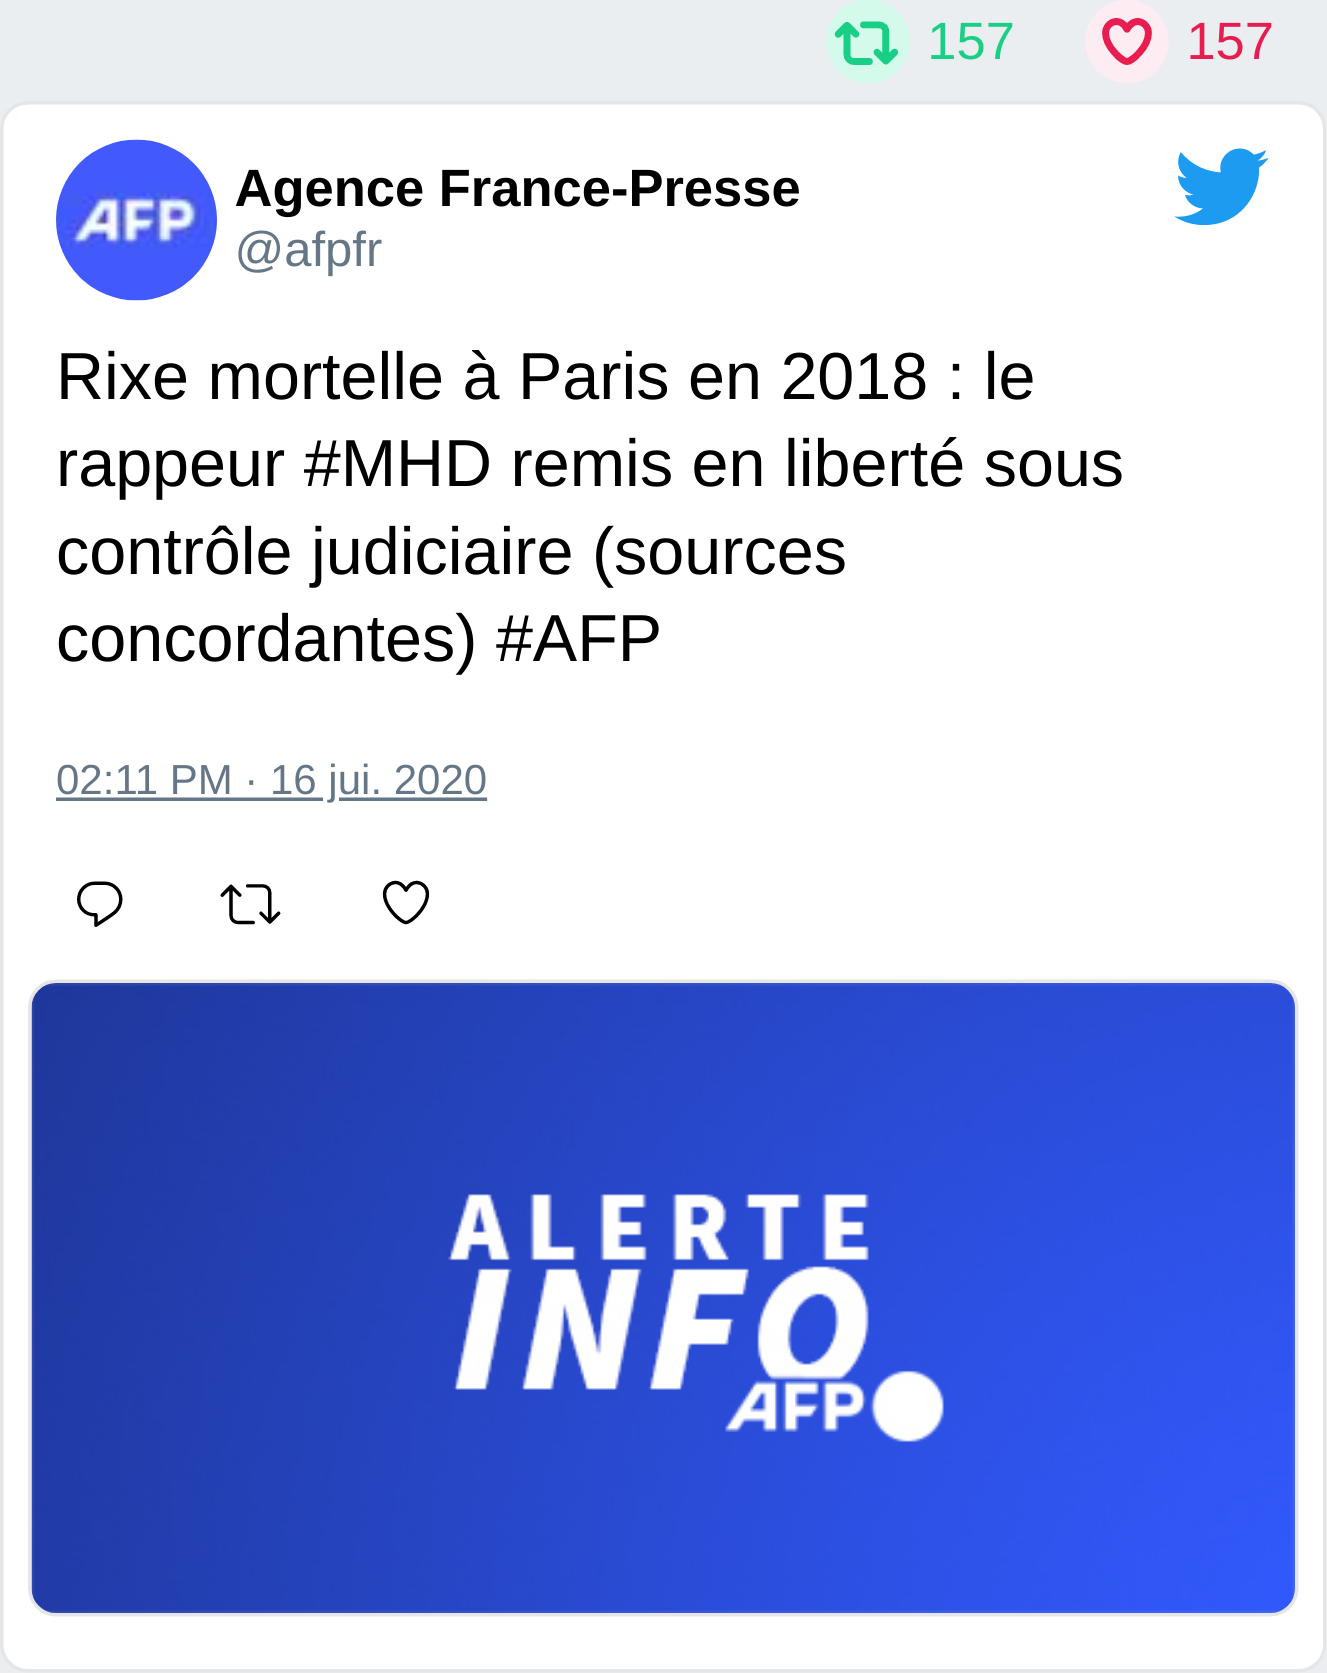 157 157
AFP
Agence France-Presse
@afpfr
Rixe mortelle à Paris en 2018 : le
rappeur #MHD remis en liberté sous
contrôle judiciaire (sources
concordantes) #AFP
02:11 PM · 16 jui. 2020
ALERTE
INFO
AFP